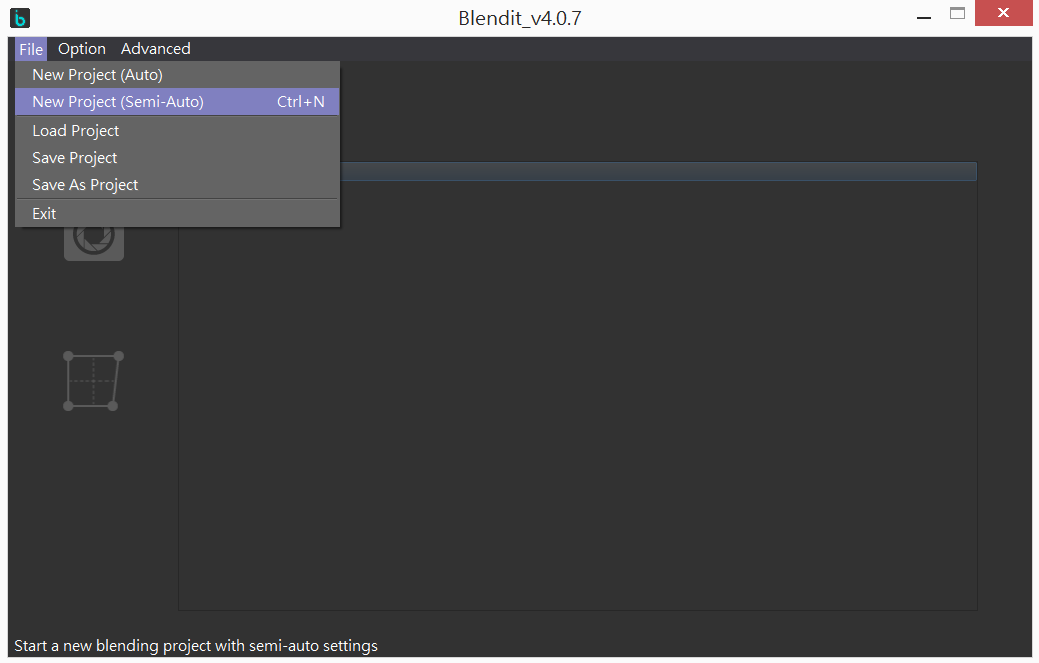 Blendit_v4.0.7
File Option Advanced
New Project (Auto)
New Project (Semi-Auto) Ctrl+N
Load Project
Save Project
Save As Project
Exit
Start a new blending project with semi-auto settings